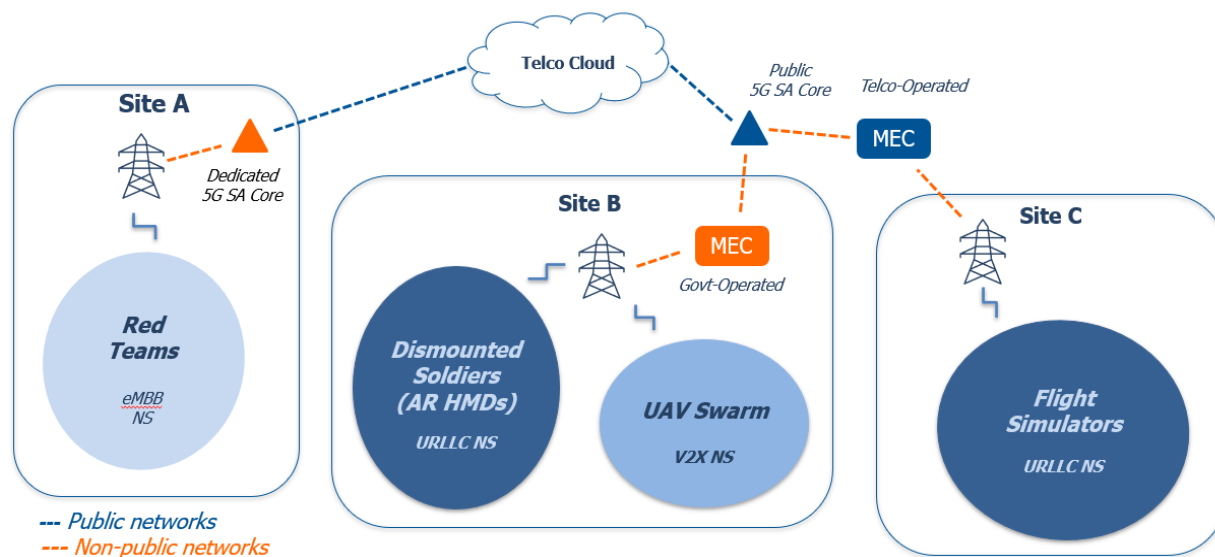 Telco Cloud
Public
5G SA Core
Telco-Operated
MEC
Site A
Dedicated
5G SA Core
Red
Teams
eMBB
NS
Site B
MEC
Govt-Operated
Dismounted
Soldiers
(AR HMDs)
URLLC NS
UAV Swarm
V2X NS
Site C
Flight
Simulators
URLLC NS
--- Public networks
--- Non-public networks